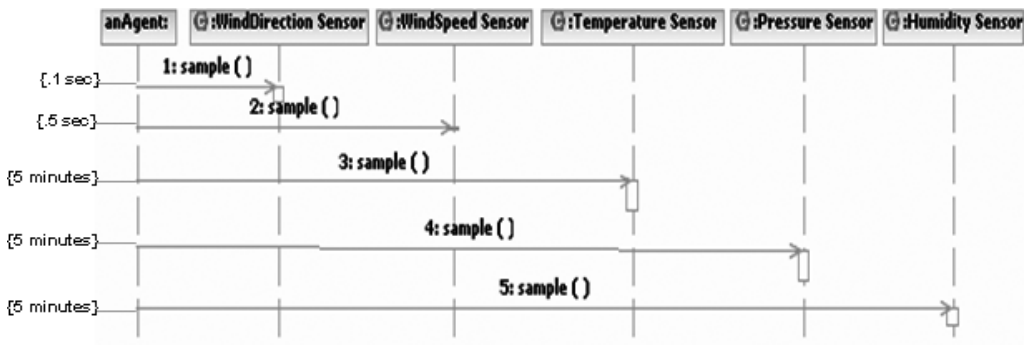 anAgent: :WindDirection Sensor :WindSpeed Sensor :Temperature Sensor :Pressure Sensor :Humidity Sensor
1: sample ( )
{.1 sec}
2: sample ( )
{.5 sec}
3: sample ( )
{5 minutes}
4: sample ( )
{5 minutes}
5: sample ( )
{5 minutes}